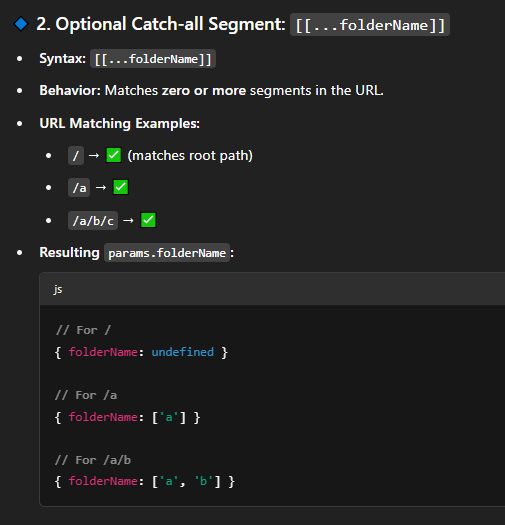 2. Optional Catch-all Segment: [[...folderName]]
Syntax: [[...folderName]]
Behavior: Matches zero or more segments in the URL.
URL Matching Examples:
/ → ✅ (matches root path)
/a → ✅
/a/b/c → ✅
Resulting params.folderName:
js
// For /
{ folderName: undefined }
// For /a
{ folderName: ['a'] }
// For /a/b
{ folderName: ['a', 'b'] }